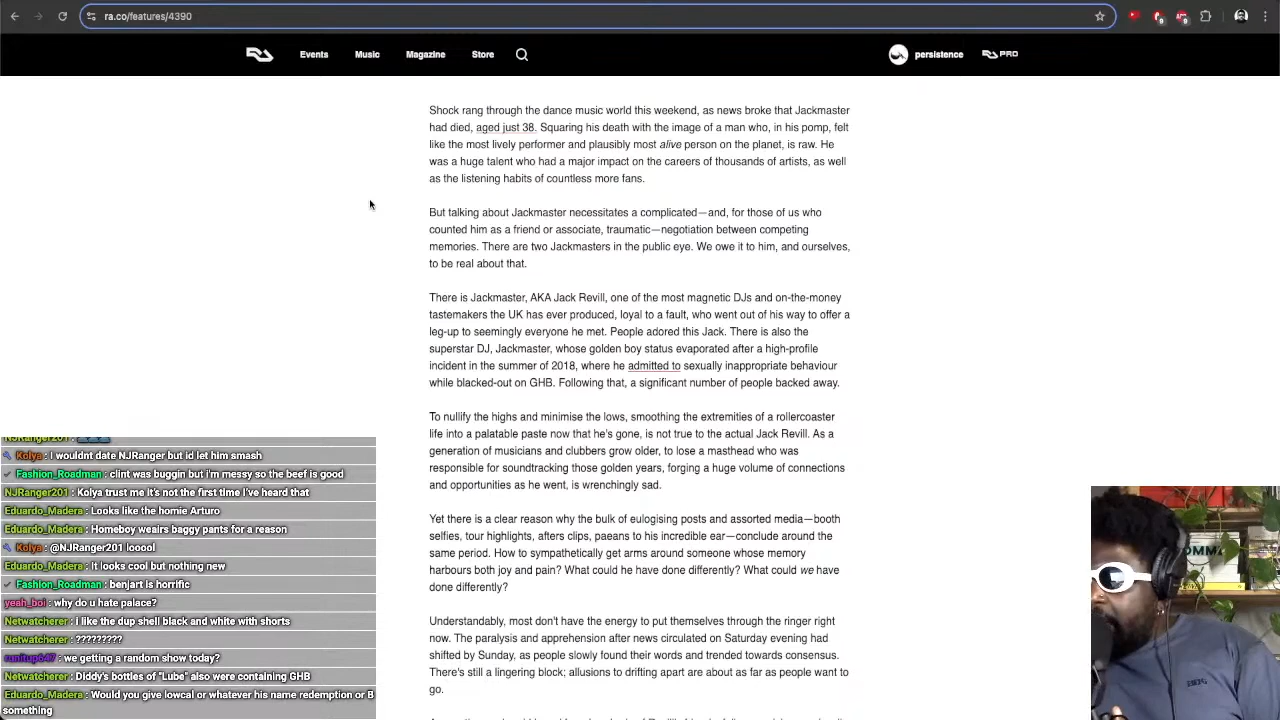 ra.co/features/4390
Events Music Magazine Store persistence PRO
Shock rang through the dance music world this weekend, as news broke that Jackmaster
had died, aged just 38. Squaring his death with the image of a man who, in his pomp, felt
like the most lively performer and plausibly most alive person on the planet, is raw. He
was a huge talent who had a major impact on the careers of thousands of artists, as well
as the listening habits of countless more fans.
But talking about Jackmaster necessitates a complicated—and, for those of us who
counted him as a friend or associate, traumatic—negotiation between competing
memories. There are two Jackmasters in the public eye. We owe it to him, and ourselves,
to be real about that.
There is Jackmaster, AKA Jack Revill, one of the most magnetic DJs and on-the-money
tastemakers the UK has ever produced, loyal to a fault, who went out of his way to offer a
leg-up to seemingly everyone he met. People adored this Jack. There is also the
superstar DJ, Jackmaster, whose golden boy status evaporated after a high-profile
incident in the summer of 2018, where he admitted to sexually inappropriate behaviour
while blacked-out on GHB. Following that, a significant number of people backed away.
To nullify the highs and minimise the lows, smoothing the extremities of a rollercoaster
life into a palatable paste now that he's gone, is not true to the actual Jack Revill. As a
generation of musicians and clubbers grow older, to lose a masthead who was
responsible for soundtracking those golden years, forging a huge volume of connections
and opportunities as he went, is wrenchingly sad.
Yet there is a clear reason why the bulk of eulogising posts and assorted media—booth
selfies, tour highlights, afters clips, paeans to his incredible ear—conclude around the
same period. How to sympathetically get arms around someone whose memory
harbours both joy and pain? What could he have done differently? What could we have
done differently?
Understandably, most don't have the energy to put themselves through the ringer right
now. The paralysis and apprehension after news circulated on Saturday evening had
shifted by Sunday, as people slowly found their words and trended towards consensus.
There's still a lingering block; allusions to drifting apart are about as far as people want to
go.
NJRanger201 :
Kolya : I wouldnt date NJRanger but id let him smash
Fashion_Roadman : clint was buggin but i'm messy so the beef is good
NJRanger201 : Kolya trust me it's not the first time I've heard that
Eduardo_Madera : Looks like the homie Arturo
Eduardo_Madera : Homeboy weairs baggy pants for a reason
Kolya : @NJRanger201 looool
Eduardo_Madera : It looks cool but nothing new
Fashion_Roadman : benjart is horrific
yeah_boi : why do u hate palace?
Netwatcherer : i like the dup shell black and white with shorts
Netwatcherer : ?????????
runitup647 : we getting a random show today?
Netwatcherer : Diddy's bottles of "Lube" also were containing GHB
Eduardo_Madera : Would you give lowcal or whatever his name redemption or B
something